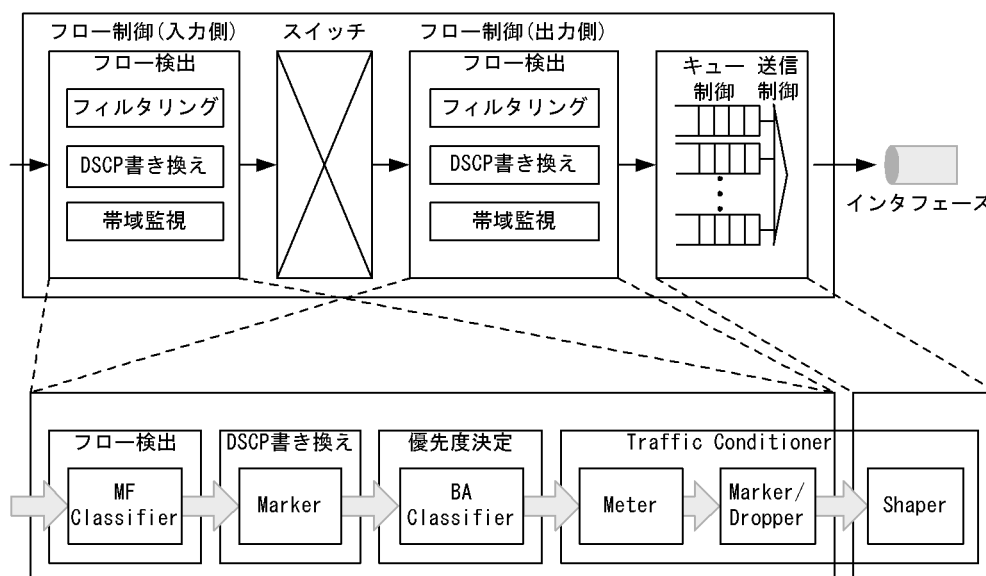 フロー制御(入力側)
スイッチ
フロー制御(出力側)
フロー検出
フィルタリング
DSCP書き換え
帯域監視
フロー検出
フィルタリング
DSCP書き換え
帯域監視
キュー
制御
送信
制御
インタフェース
フロー検出
MF
Classifier
DSCP書き換え
Marker
優先度決定
BA
Classifier
Traffic Conditioner
Meter
Marker/
Dropper
Shaper